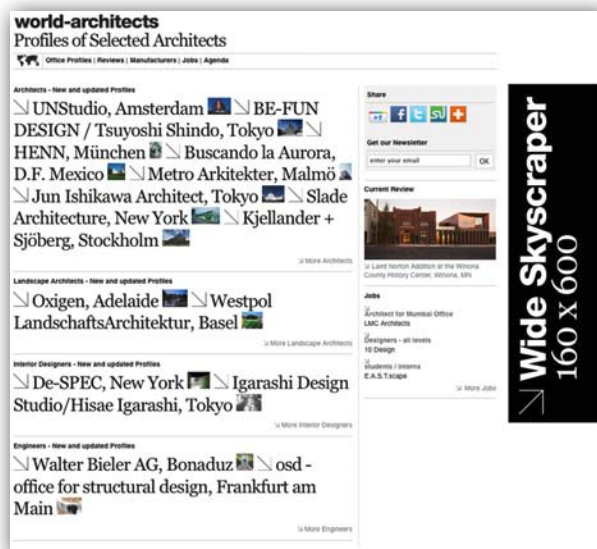 world-architects
Profiles of Selected Architects
Office Profiles | Reviews | Manufacturers | Jobs | Agenda
Architects - New and updated Profiles
UNStudio, Amsterdam BE-FUN
DESIGN / Tsuyoshi Shindo, Tokyo
HENN, München Buscando la Aurora,
D.F. Mexico Metro Arkitekter, Malmö
Jun Ishikawa Architect, Tokyo Slade
Architecture, New York Kjellander +
Sjöberg, Stockholm
More Architects
Landscape Architects - New and updated Profiles
Oxigen, Adelaide Westpol
LandschaftsArchitektur, Basel
More Landscape Architects
Interior Designers - New and updated Profiles
De-SPEC, New York Igarashi Design
Studio/Hisae Igarashi, Tokyo
More Interior Designers
Engineers - New and updated Profiles
Walter Bieler AG, Bonaduz osd -
office for structural design, Frankfurt am
Main
More Engineers
Share
Get our Newsletter
enter your email OK
Current Review
Laird Norton Addition at the Winona
County History Center, Winona, MN
Jobs
Architect for Mumbai Office
LMC Architects
Designers - all levels
10 Design
students / Interns
E.A.S.T.scape
More Jobs
Wide Skyscraper
160 x 600